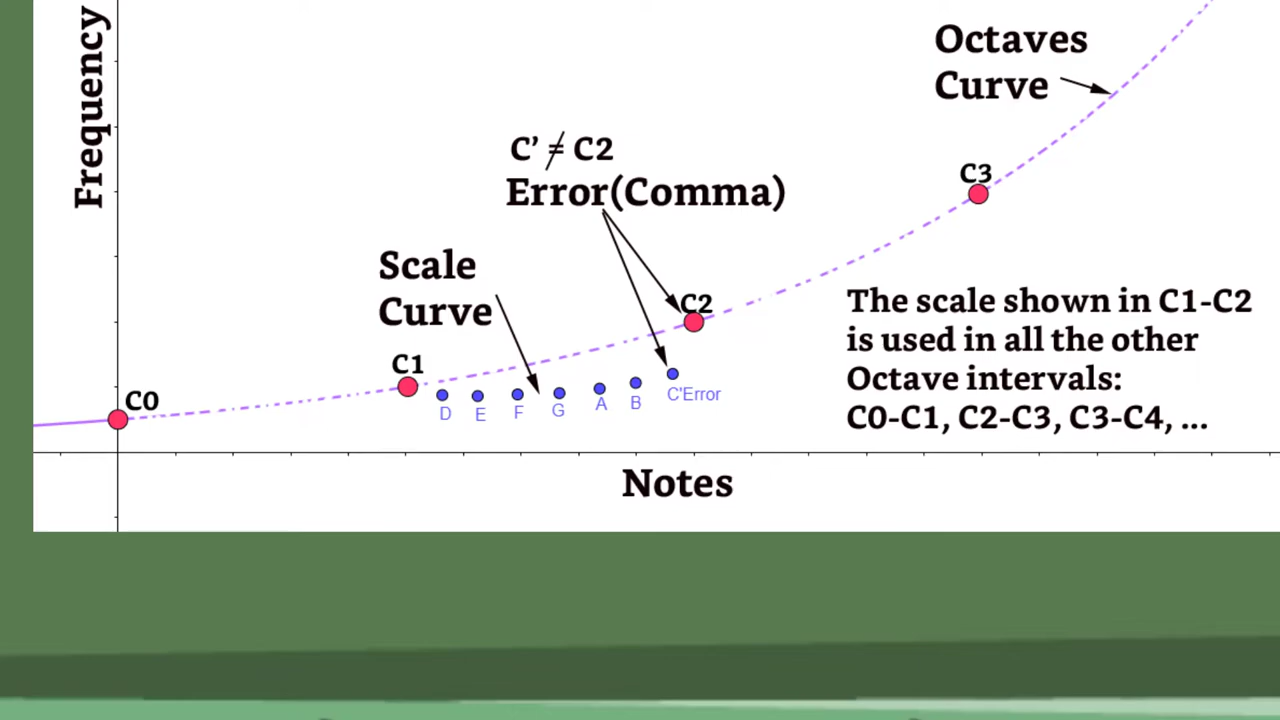 Frequency
Octaves
Curve
C' ≠ C2
Error(Comma)
C3
Scale
Curve
C2
The scale shown in C1-C2
is used in all the other
Octave intervals:
C0-C1, C2-C3, C3-C4, ...
C1
C0
D E F G A B C'Error
Notes